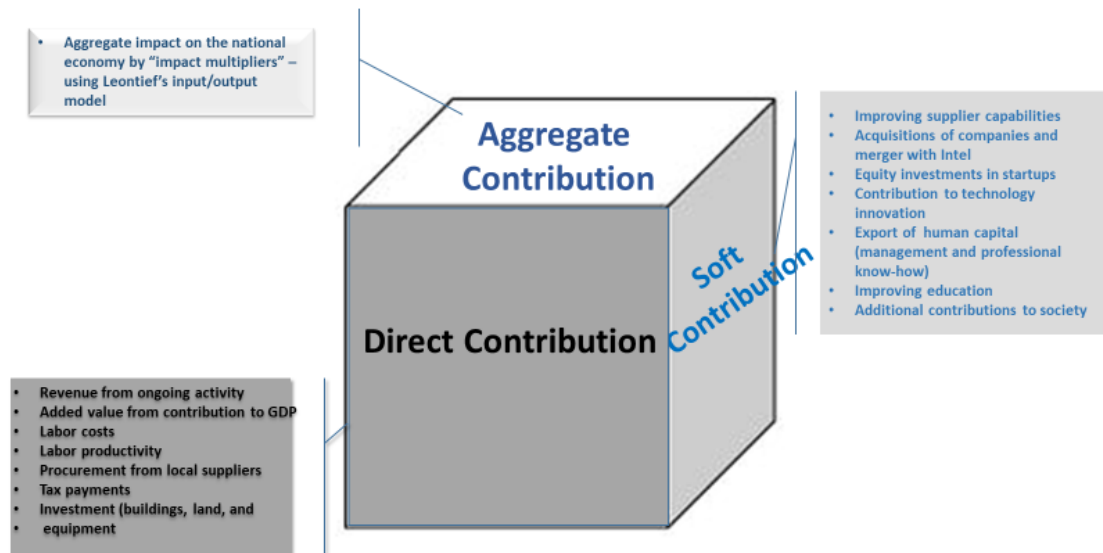 • Aggregate impact on the national
economy by “impact multipliers” –
using Leontief’s input/output
model
Aggregate
Contribution
• Improving supplier capabilities
• Acquisitions of companies and
merger with Intel
• Equity investments in startups
• Contribution to technology
innovation
• Export of human capital
(management and professional
know-how)
• Improving education
• Additional contributions to society
Soft
Contribution
Direct Contribution
• Revenue from ongoing activity
• Added value from contribution to GDP
• Labor costs
• Labor productivity
• Procurement from local suppliers
• Tax payments
• Investment (buildings, land, and
• equipment